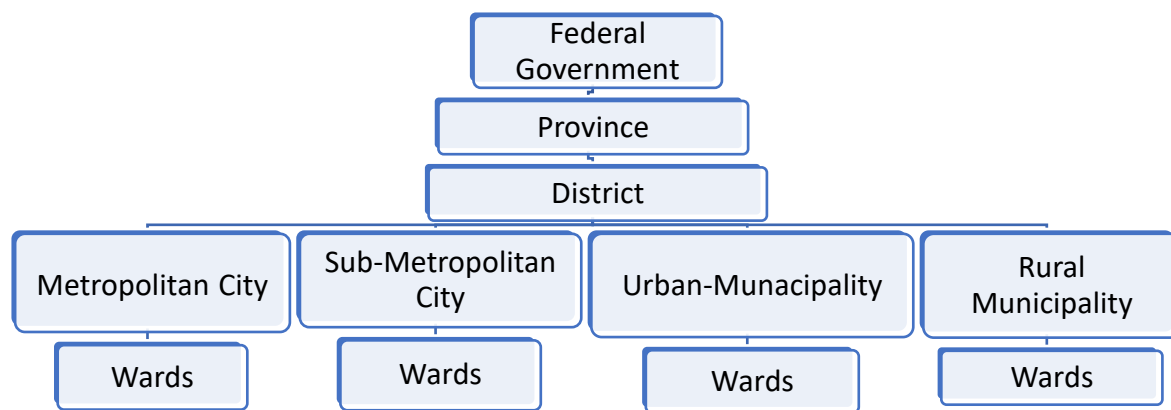 Federal
Government
Province
District
Metropolitan City
Sub-Metropolitan
City
Urban-Munacipality
Rural
Municipality
Wards
Wards
Wards
Wards